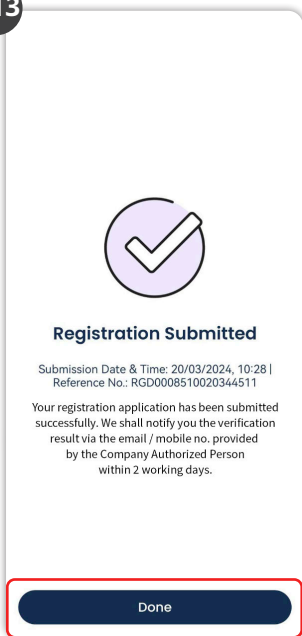 13
Registration Submitted
Submission Date & Time: 20/03/2024, 10:28 |
Reference No.: RGD0008510020344511
Your registration application has been submitted
successfully. We shall notify you the verification
result via the email / mobile no. provided
by the Company Authorized Person
within 2 working days.
Done